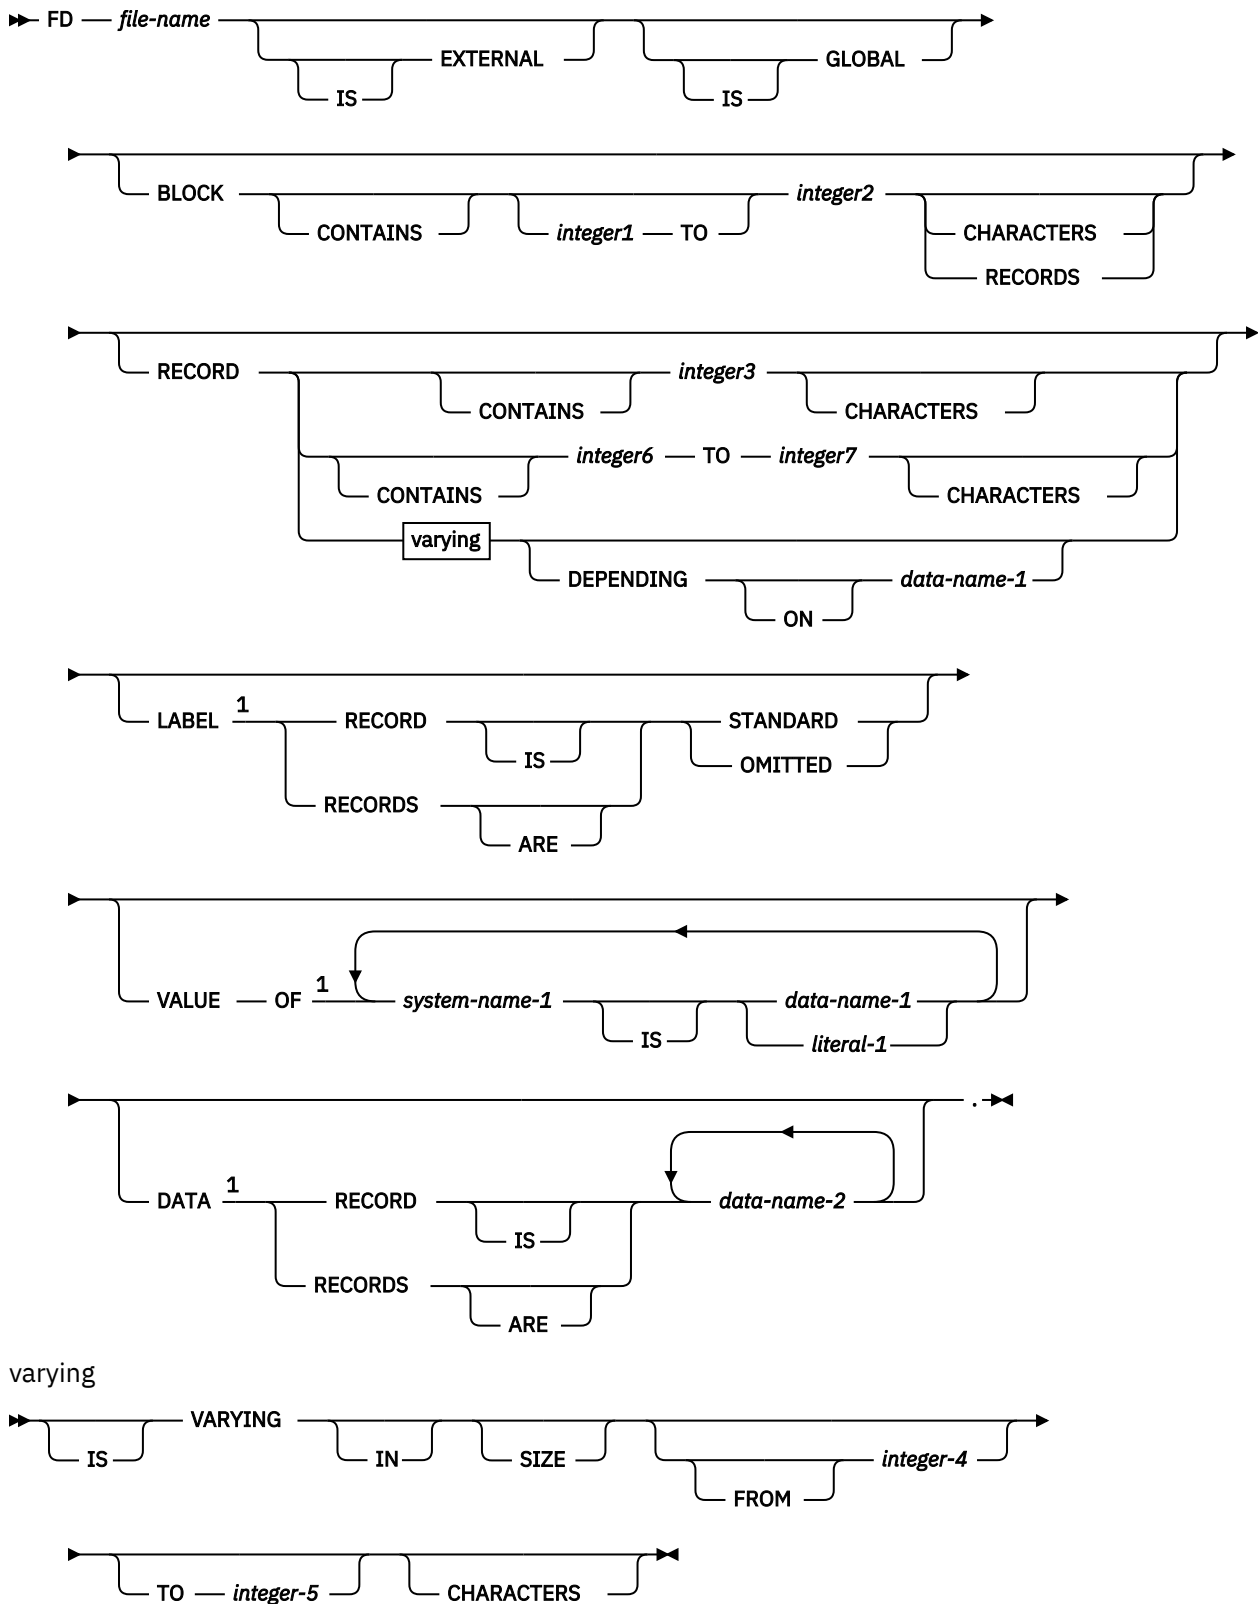 FD file-name
EXTERNAL GLOBAL
IS IS
BLOCK integer2
CONTAINS integer1 TO CHARACTERS
RECORDS
RECORD integer3
CONTAINS CHARACTERS
integer6 TO integer7
CONTAINS CHARACTERS
varying
DEPENDING data-name-1
ON
LABEL 1 RECORD STANDARD
IS OMITTED
RECORDS
ARE
VALUE OF 1 system-name-1 data-name-1
IS literal-1
.
DATA 1 RECORD data-name-2
IS
RECORDS
ARE
varying
VARYING
IS IN SIZE integer-4
FROM
TO integer-5 CHARACTERS